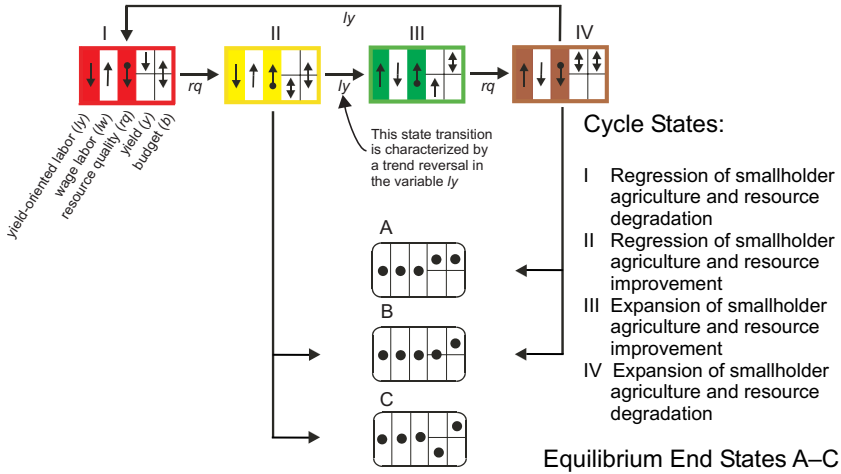 ly
I
II
III
IV
rq
ly
rq
yield-oriented labor (ly)
wage labor (lw)
resource quality (rq)
yield (y)
budget (b)
This state transition
is characterized by
a trend reversal in
the variable ly
Cycle States:
I Regression of smallholder
agriculture and resource
degradation
II Regression of smallholder
agriculture and resource
improvement
III Expansion of smallholder
agriculture and resource
improvement
IV Expansion of smallholder
agriculture and resource
degradation
A
B
C
Equilibrium End States A–C